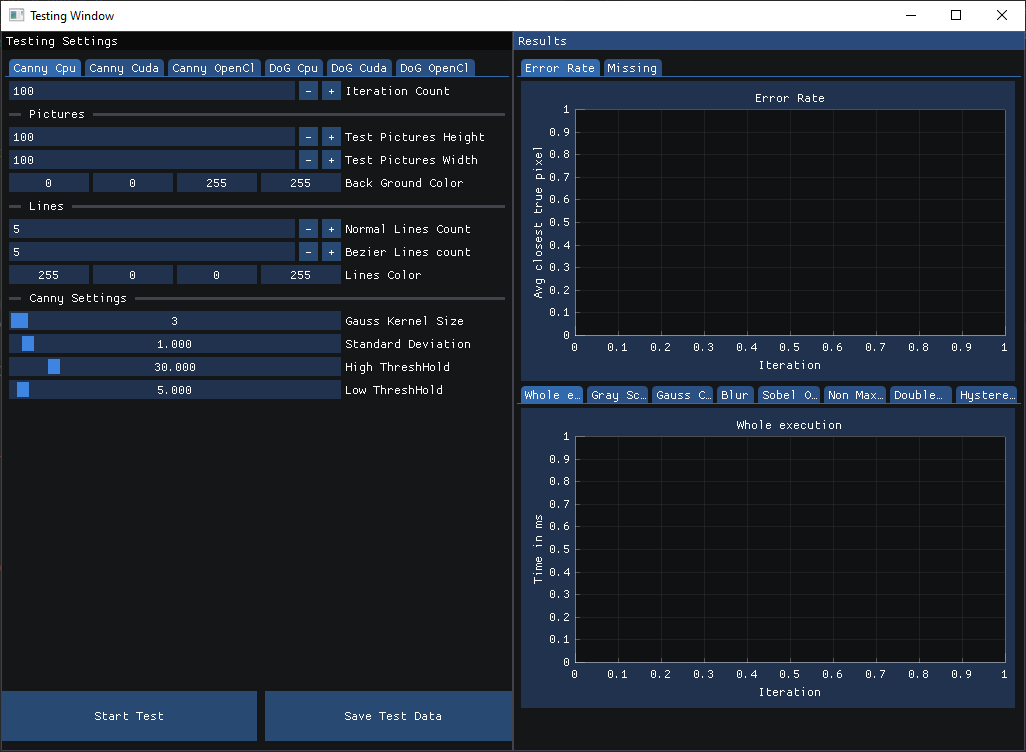 Testing Window
Testing Settings
Canny Cpu Canny Cuda Canny OpenCl DoG Cpu DoG Cuda DoG OpenCl
100 - + Iteration Count
Pictures
100 - + Test Pictures Height
100 - + Test Pictures Width
0 0 255 255 Back Ground Color
Lines
5 - + Normal Lines Count
5 - + Bezier Lines count
255 0 0 255 Lines Color
Canny Settings
3 Gauss Kernel Size
1.000 Standard Deviation
30.000 High ThreshHold
5.000 Low ThreshHold
Start Test Save Test Data
Results
Error Rate Missing
Error Rate
Avg closest true pixel
1
0.9
0.8
0.7
0.6
0.5
0.4
0.3
0.2
0.1
0
0 0.1 0.2 0.3 0.4 0.5 0.6 0.7 0.8 0.9 1
Iteration
Whole e… Gray Sc… Gauss C… Blur Sobel O… Non Max… Double… Hystere…
Whole execution
Time in ms
1
0.9
0.8
0.7
0.6
0.5
0.4
0.3
0.2
0.1
0
0 0.1 0.2 0.3 0.4 0.5 0.6 0.7 0.8 0.9 1
Iteration